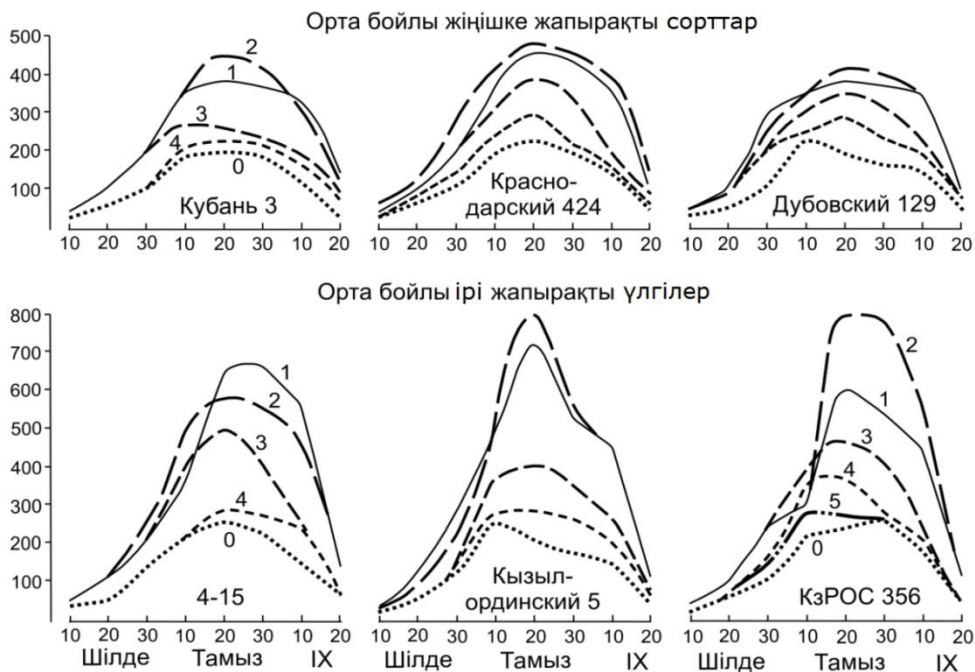 Орта бойлы жіңішке жапырақты сорттар
500
400
300
200
100
2
1
3
4
0
Кубань 3
Красно-
дарский 424
Дубовский 129
10 20 30 10 20 30 10 20
10 20 30 10 20 30 10 20
10 20 30 10 20 30 10 20
Орта бойлы ірі жапырақты үлгілер
800
700
600
500
400
300
200
100
1
2
3
4
0
4-15
Кызыл-
ординский 5
2
1
3
4
5
0
КзРОС 356
10 20 30 10 20 30 10 20
10 20 30 10 20 30 10 20
10 20 30 10 20 30 10 20
Шілде Тамыз IX
Шілде Тамыз IX
Шілде Тамыз IX